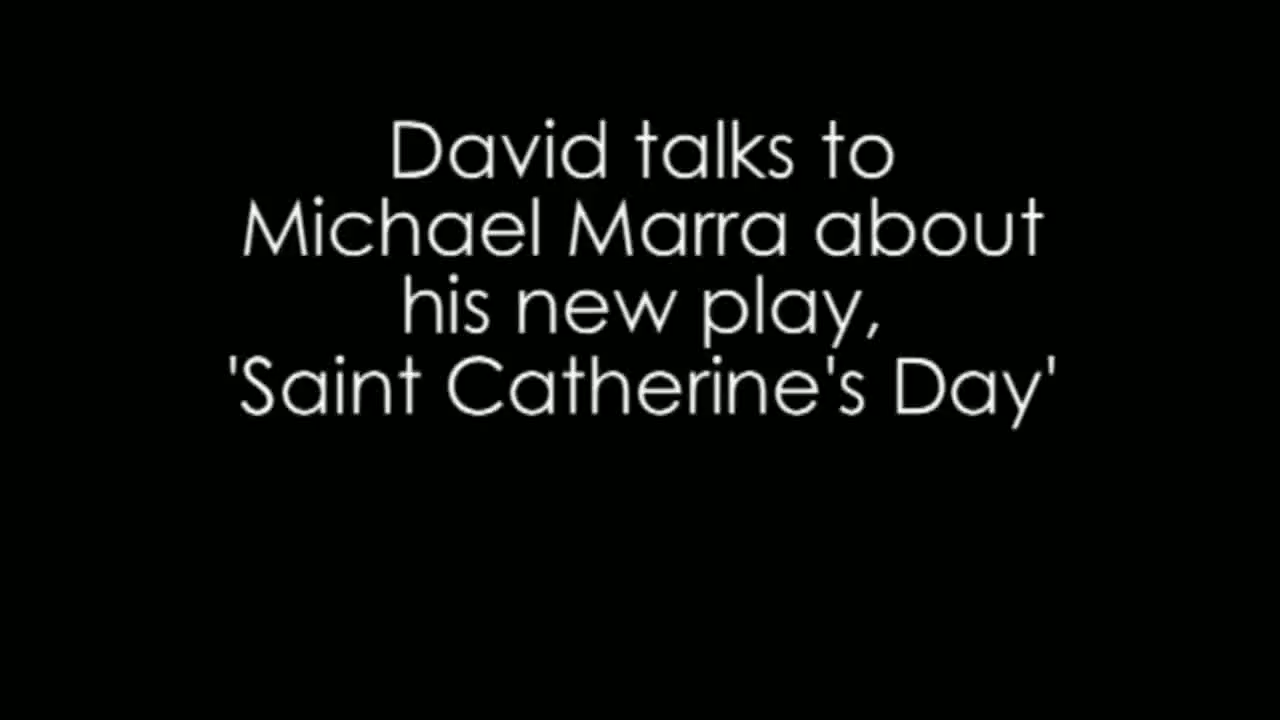 David talks to
Michael Marra about
his new play,
'Saint Catherine's Day'